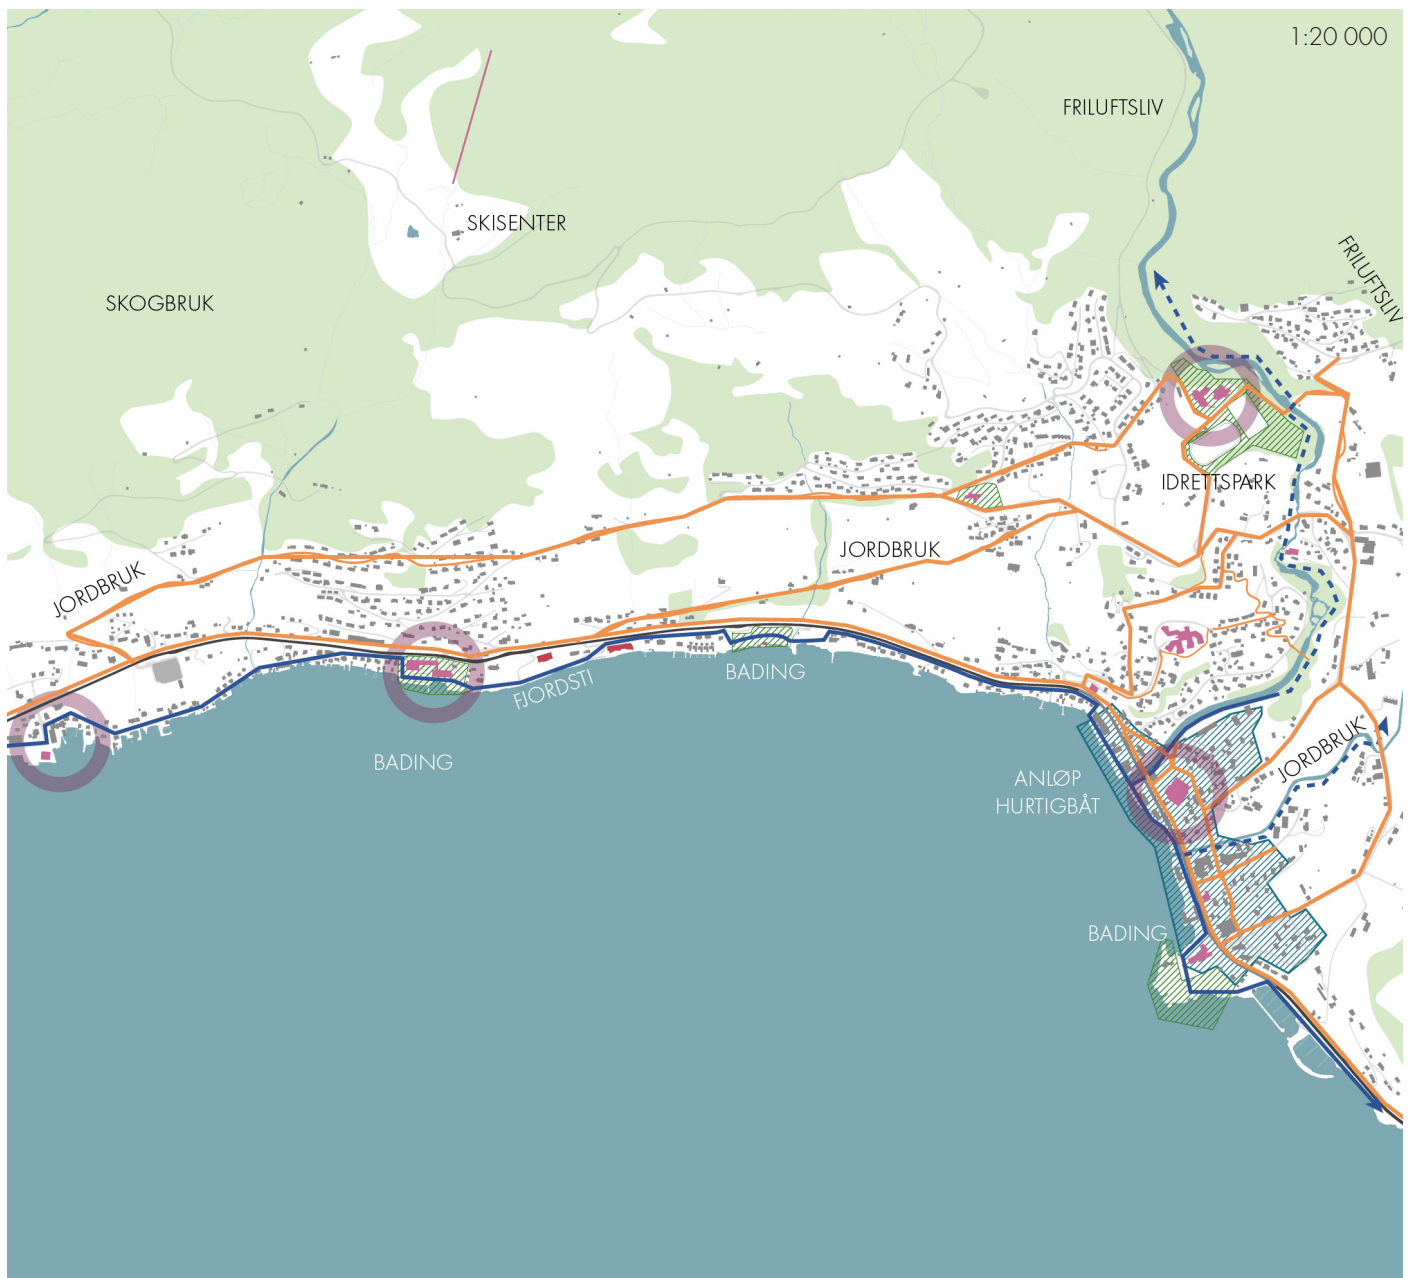 1:20 000
FRILUFTSLIV
SKISENTER
FRILUFTSLIV
SKOGBRUK
IDRETTSPARK
JORDBRUK
JORDBRUK
BADING
FJORDSTI
JORDBRUK
BADING
ANLØP
HURTIGBÅT
BADING